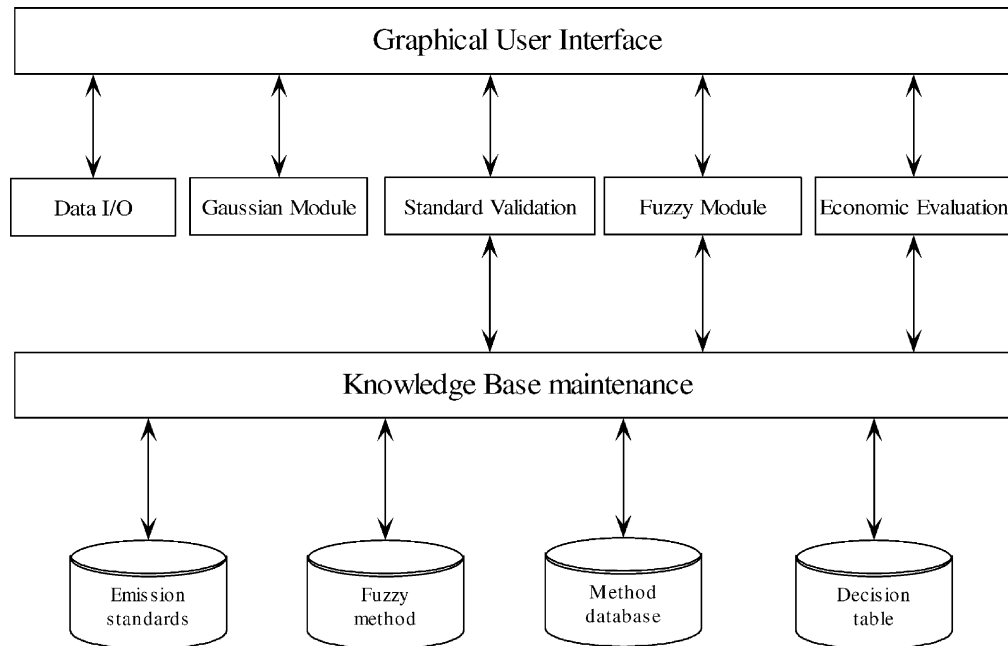 Graphical User Interface
Data I/O
Gaussian Module
Standard Validation
Fuzzy Module
Economic Evaluation
Knowledge Base maintenance
Emission
standards
Fuzzy
method
Method
database
Decision
table